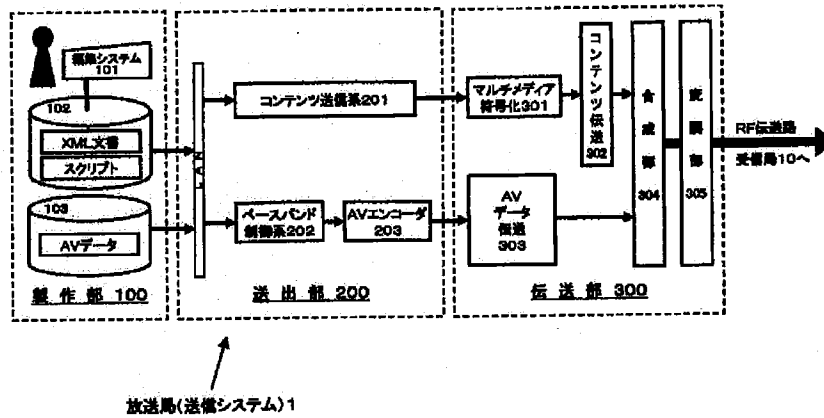 編集システム
101
102
XML文書
スクリプト
103
AVデータ
製 作 部 100
LAN
コンテンツ送信系201
ベースバンド
制御系202
AVエンコーダ
203
送 出 部 200
マルチメディア
符号化301
コンテンツ伝送
302
AV
データ
伝送
303
合成部
304
変調部
305
伝 送 部 300
RF伝送路
受信局10へ
放送局(送信システム)1